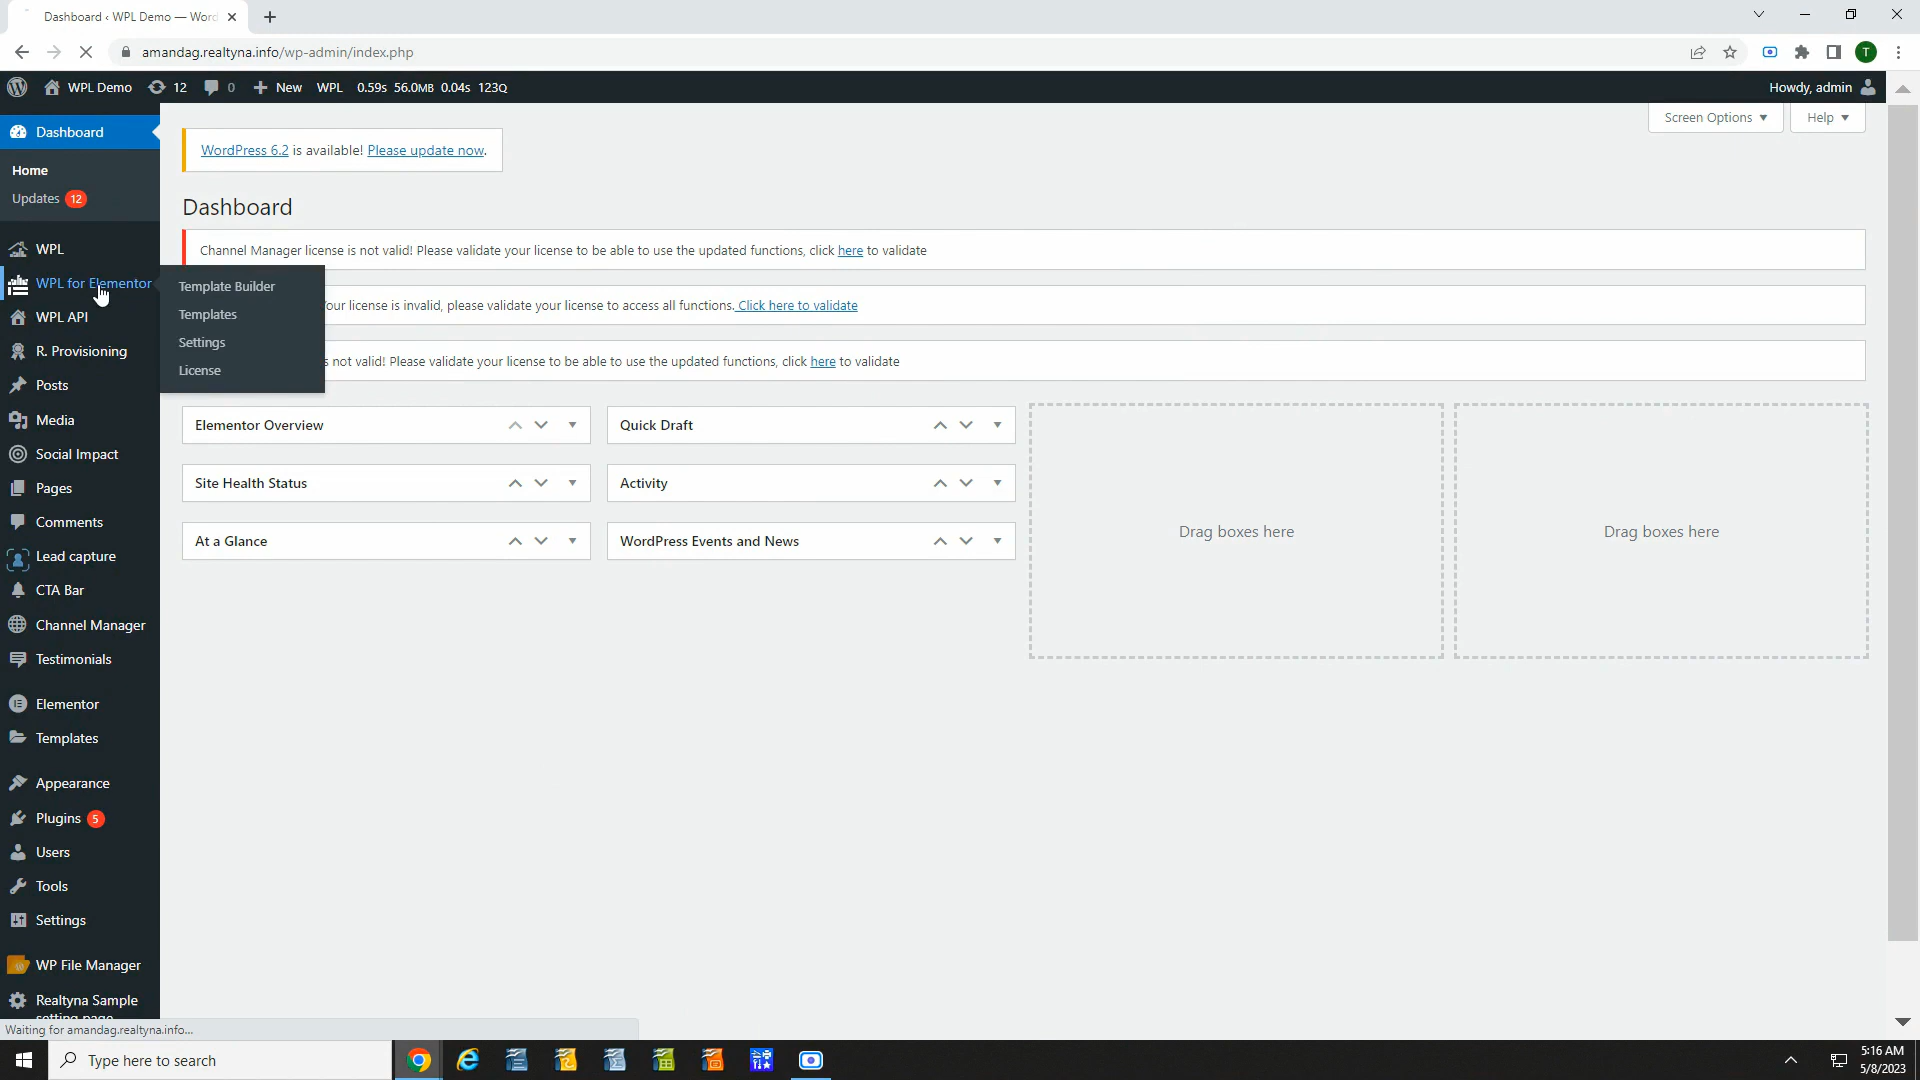 Dashboard ‹ WPL Demo — Word
amandag.realtyna.info/wp-admin/index.php
T
WPL Demo 12 0 New WPL 0.59s 56.0MB 0.04s 123Q
Howdy, admin
Dashboard
Home
Updates 12
WPL
WPL for Elementor
WPL API
R. Provisioning
Posts
Media
Social Impact
Pages
Comments
Lead capture
CTA Bar
Channel Manager
Testimonials
Elementor
Templates
Appearance
Plugins 5
Users
Tools
Settings
WP File Manager
Realtyna Sample
setting page
Template Builder
Templates
Settings
License
Screen Options
Help
WordPress 6.2 is available! Please update now.
Dashboard
Channel Manager license is not valid! Please validate your license to be able to use the updated functions, click here to validate
our license is invalid, please validate your license to access all functions. Click here to validate
not valid! Please validate your license to be able to use the updated functions, click here to validate
Elementor Overview
Quick Draft
Site Health Status
Activity
At a Glance
WordPress Events and News
Drag boxes here
Drag boxes here
Waiting for amandag.realtyna.info...
Type here to search
5:16 AM
5/8/2023